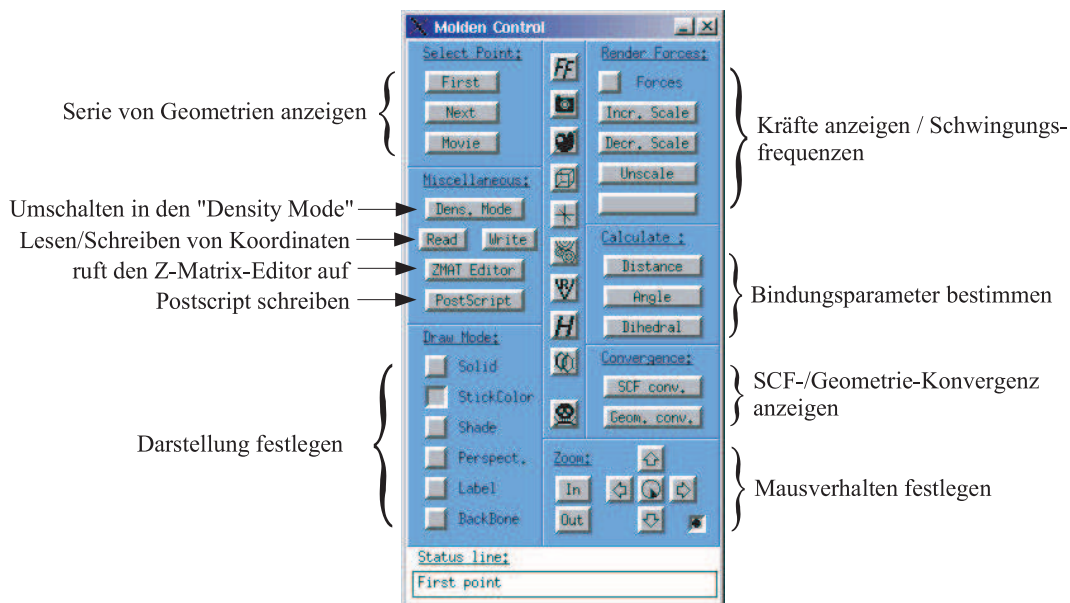 Molden Control
Serie von Geometrien anzeigen
Select Point:
First
Next
Movie
Umschalten in den "Density Mode"
Lesen/Schreiben von Koordinaten
ruft den Z-Matrix-Editor auf
Postscript schreiben
Miscellaneous:
Dens. Mode
Read Write
ZMAT Editor
PostScript
Darstellung festlegen
Draw Mode:
Solid
StickColor
Shade
Perspect.
Label
BackBone
FF
H
Render Forces:
Forces
Incr. Scale
Decr. Scale
Unscale
Kräfte anzeigen / Schwingungs-
frequenzen
Calculate :
Distance
Angle
Dihedral
Bindungsparameter bestimmen
Convergence:
SCF conv.
Geom. conv.
SCF-/Geometrie-Konvergenz
anzeigen
Zoom:
In
Out
Mausverhalten festlegen
Status line:
First point